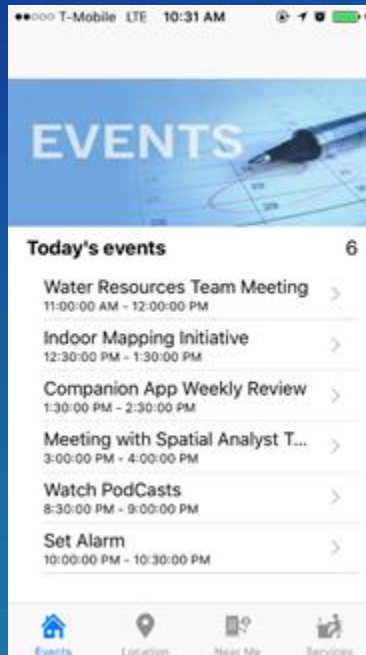 T-Mobile LTE 10:31 AM
EVENTS
Today's events 6
Water Resources Team Meeting
11:00:00 AM - 12:00:00 PM
Indoor Mapping Initiative
12:30:00 PM - 1:30:00 PM
Companion App Weekly Review
1:30:00 PM - 2:30:00 PM
Meeting with Spatial Analyst T...
3:00:00 PM - 4:00:00 PM
Watch PodCasts
8:30:00 PM - 9:00:00 PM
Set Alarm
10:00:00 PM - 10:30:00 PM
Events Location Near Me Services